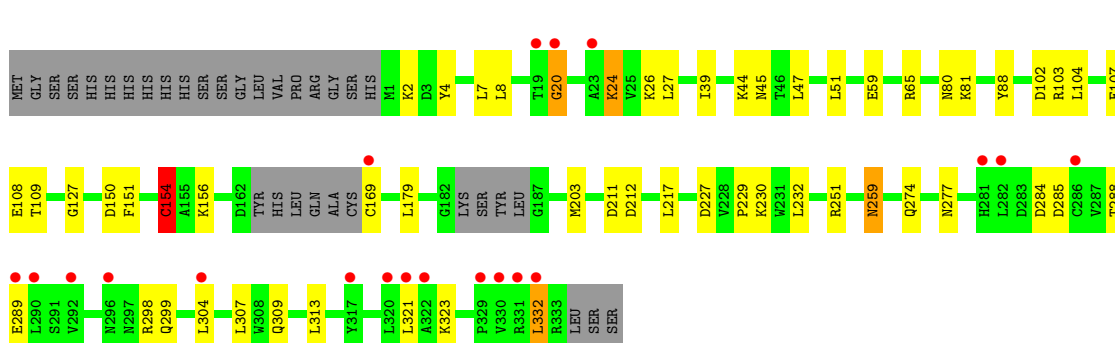 MET GLY SER SER HIS HIS HIS HIS HIS HIS SER SER GLY LEU VAL PRO ARG GLY SER HIS M1 K2 D3 Y4 L7 L8 T19 G20 A23 K24 V25 K26 L27 I39 K44 N45 T46 L47 L51 E59 R65 N80 K81 Y88 D102 R103 L104 E107
E108 T109 G127 D150 F151 C154 A155 K156 D162 TYR HIS LEU GLN ALA CYS C169 L179 G182 LYS SER TYR LEU G187 M203 D211 D212 L217 D227 V228 P229 K230 W231 L232 R251 N259 Q274 N277 H281 L282 D283 D284 D285 C286 V287 T288
E289 L290 S291 V292 N296 N297 R298 Q299 L304 L307 W308 Q309 L313 Y317 L320 L321 A322 K323 P329 V330 R331 L332 R333 LEU SER SER